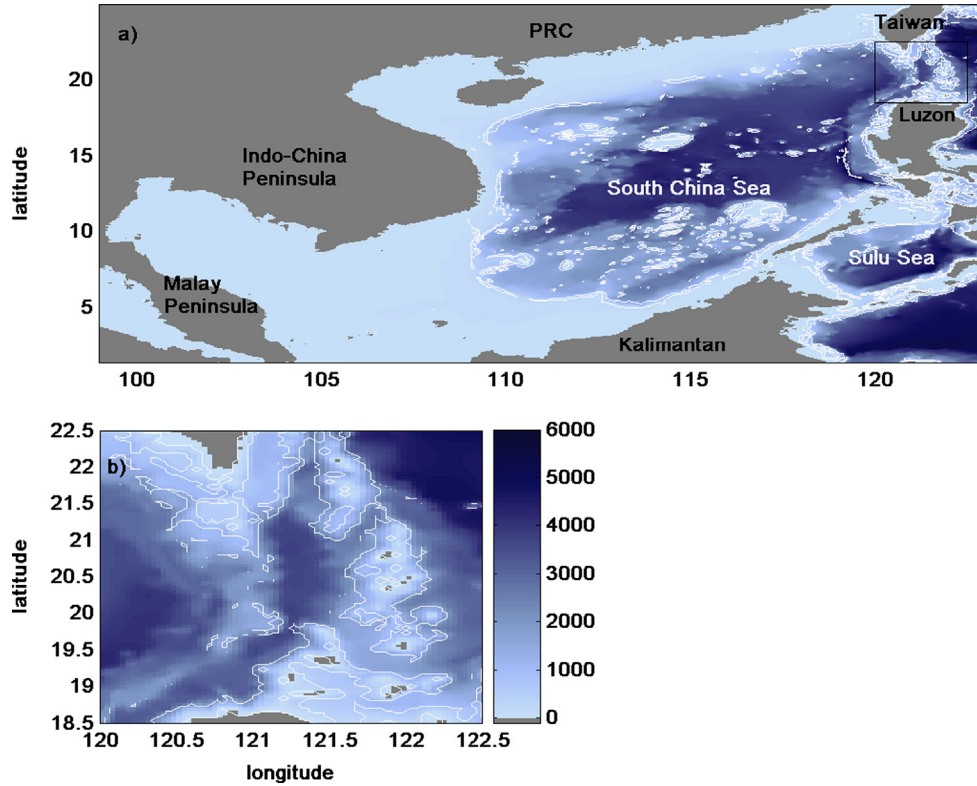 a)
PRC
Taiwan
Luzon
Indo-China
Peninsula
South China Sea
Sulu Sea
Malay
Peninsula
Kalimantan
latitude
20
15
10
5
100
105
110
115
120
b)
latitude
22.5
22
21.5
21
20.5
20
19.5
19
18.5
120
120.5
121
121.5
122
122.5
longitude
6000
5000
4000
3000
2000
1000
0